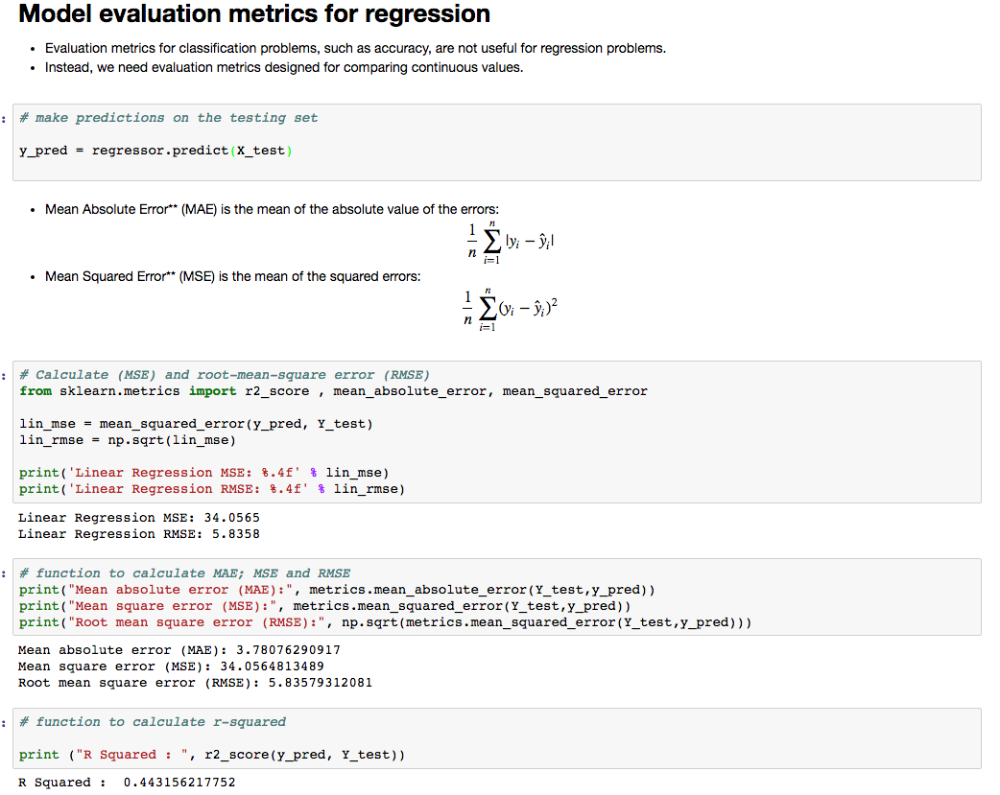 Model evaluation metrics for regression
• Evaluation metrics for classification problems, such as accuracy, are not useful for regression problems.
• Instead, we need evaluation metrics designed for comparing continuous values.
: # make predictions on the testing set
y_pred = regressor.predict(X_test)
• Mean Absolute Error** (MAE) is the mean of the absolute value of the errors:
\frac{1}{n} \sum_{i=1}^{n} |y_i − ŷ_i|
• Mean Squared Error** (MSE) is the mean of the squared errors:
\frac{1}{n} \sum_{i=1}^{n} (y_i − ŷ_i)^2
: # Calculate (MSE) and root-mean-square error (RMSE)
from sklearn.metrics import r2_score , mean_absolute_error, mean_squared_error
lin_mse = mean_squared_error(y_pred, Y_test)
lin_rmse = np.sqrt(lin_mse)
print('Linear Regression MSE: %.4f' % lin_mse)
print('Linear Regression RMSE: %.4f' % lin_rmse)
Linear Regression MSE: 34.0565
Linear Regression RMSE: 5.8358
: # function to calculate MAE; MSE and RMSE
print("Mean absolute error (MAE):", metrics.mean_absolute_error(Y_test,y_pred))
print("Mean square error (MSE):", metrics.mean_squared_error(Y_test,y_pred))
print("Root mean square error (RMSE):", np.sqrt(metrics.mean_squared_error(Y_test,y_pred)))
Mean absolute error (MAE): 3.78076290917
Mean square error (MSE): 34.0564813489
Root mean square error (RMSE): 5.83579312081
: # function to calculate r-squared
print ("R Squared : ", r2_score(y_pred, Y_test))
R Squared :  0.443156217752